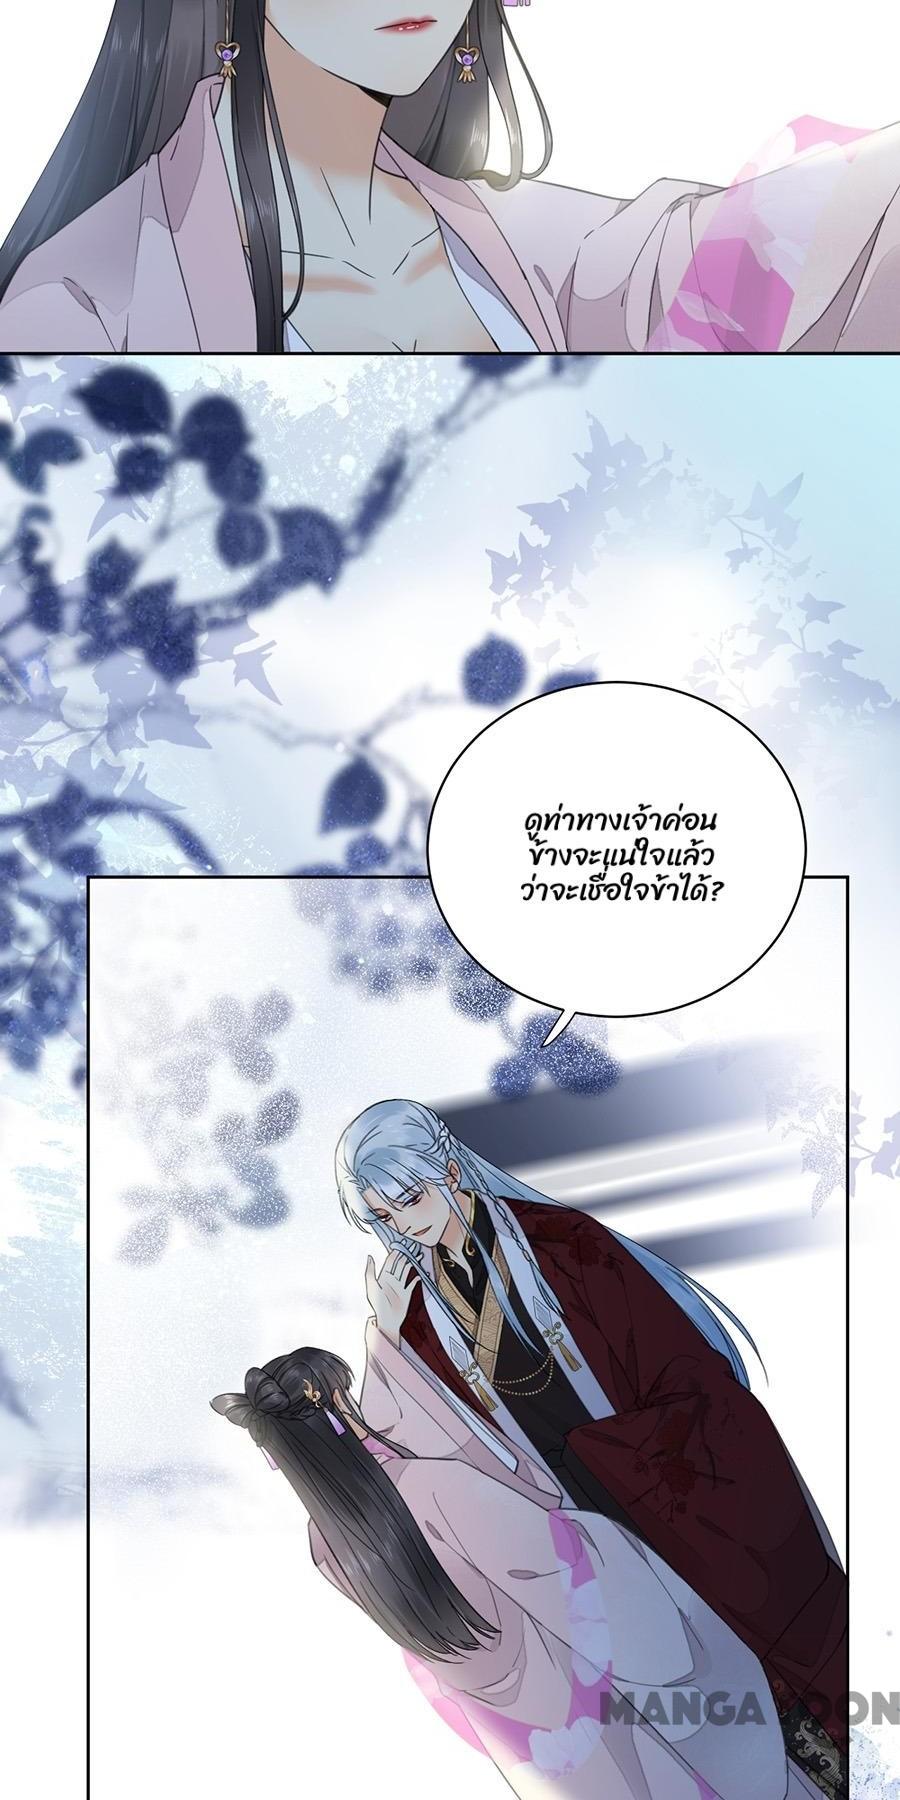 ดูท่าทางเจ้าค่อน
ข้างจะแน่ใจแล้ว
ว่าจะเชื่อใจข้าได้?
MANGA TOON